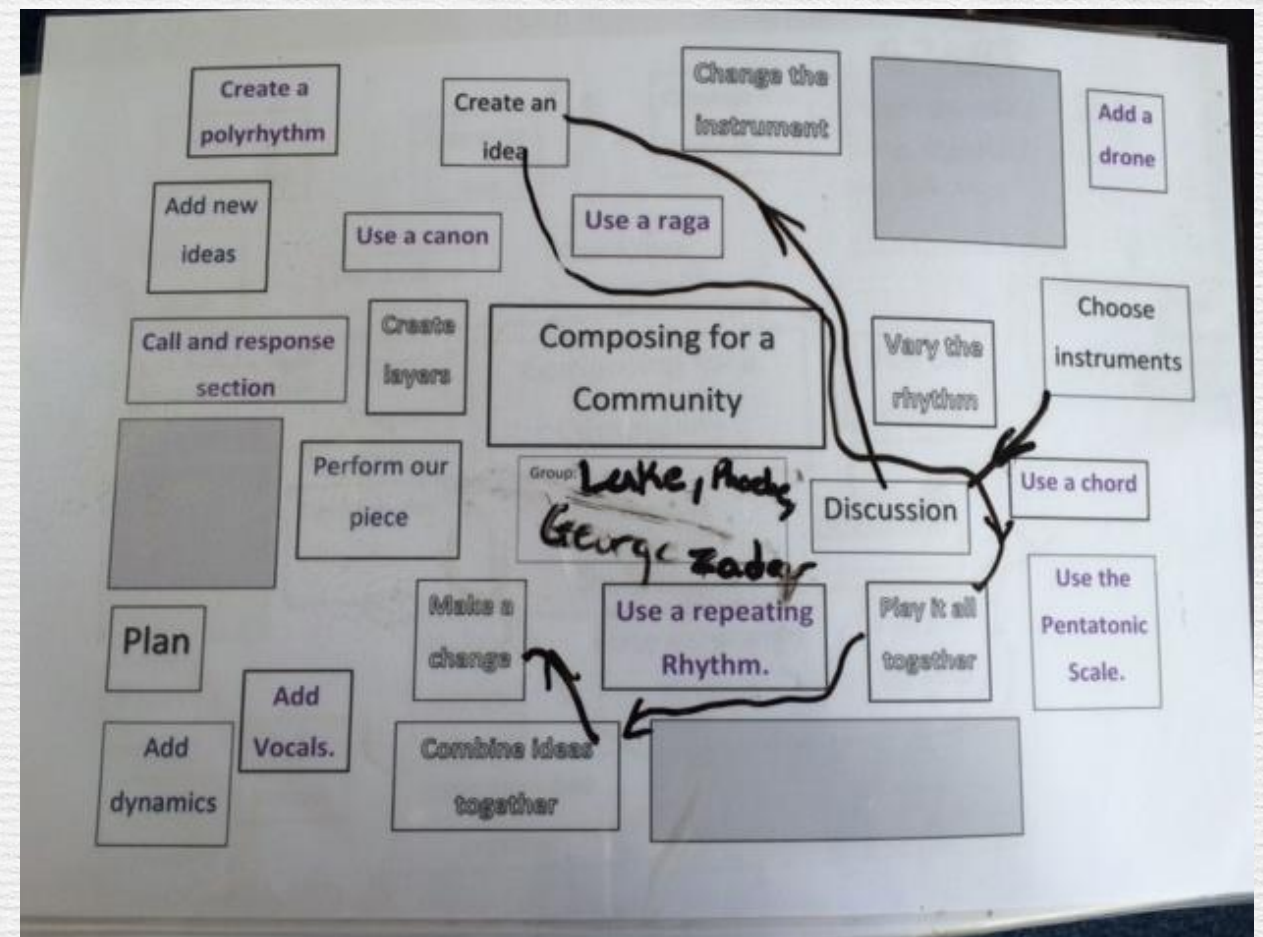 Create a
polyrhythm
Create an
idea
Change the
instrument
Add a
drone
Add new
ideas
Use a canon
Use a raga
Choose
instruments
Call and response
section
Create
layers
Composing for a
Community
Vary the
rhythm
Perform our
piece
Group:
Luke, Phoebe
George
Discussion
Use a chord
Plan
Make a
change
Use a repeating
Rhythm.
Play it all
together
Use the
Pentatonic
Scale.
Add
Vocals.
Add
dynamics
Combine ideas
together